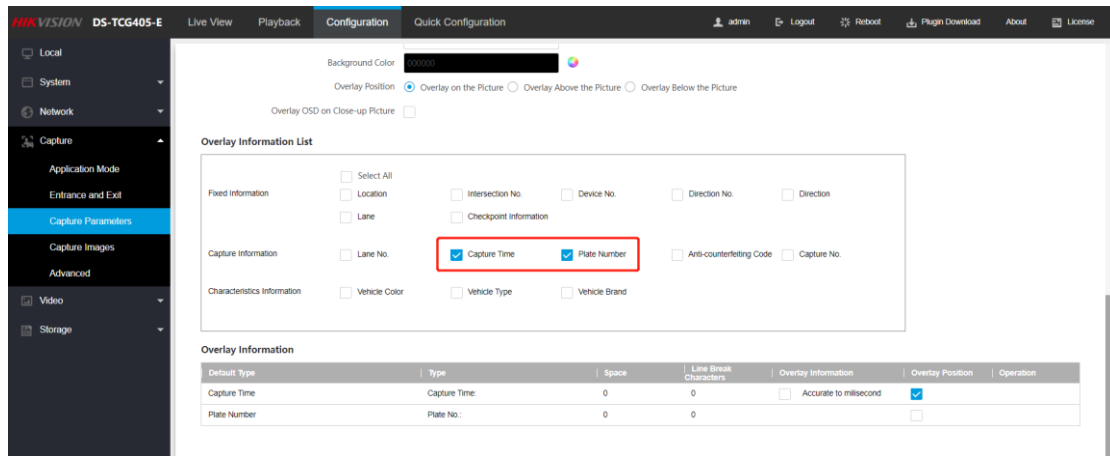 HIKVISION DS-TCG405-E Live View Playback Configuration Quick Configuration admin Logout Reboot Plugin Download About License
Local
System
Network
Capture
Application Mode
Entrance and Exit
Capture Parameters
Capture Images
Advanced
Video
Storage
Background Color 000000
Overlay Position Overlay on the Picture Overlay Above the Picture Overlay Below the Picture
Overlay OSD on Close-up Picture
Overlay Information List
Select All
Fixed Information Location Intersection No. Device No. Direction No. Direction
Lane Checkpoint Information
Capture Information Lane No. Capture Time Plate Number Anti-counterfeiting Code Capture No.
Characteristics Information Vehicle Color Vehicle Type Vehicle Brand
Overlay Information
Default Type Type Space Line Break Characters Overlay Information Overlay Position Operation
Capture Time Capture Time: 0 0 Accurate to milisecond
Plate Number Plate No.: 0 0